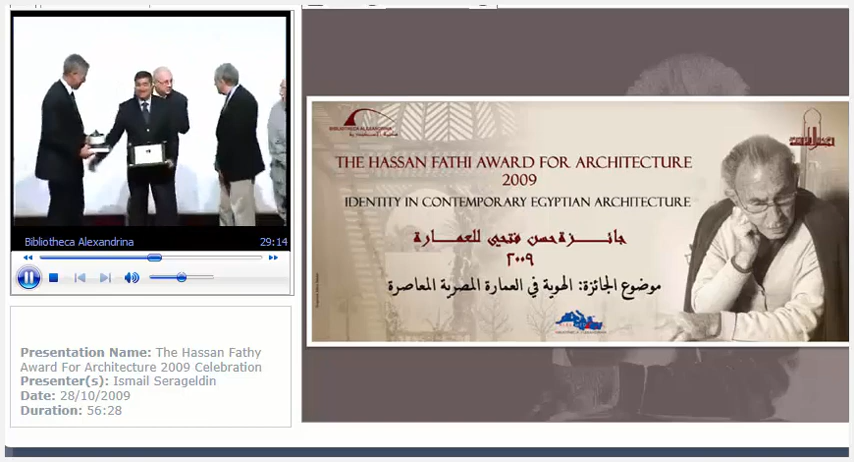 Bibliotheca Alexandrina 29:14
Presentation Name: The Hassan Fathy
Award For Architecture 2009 Celebration
Presenter(s): Ismail Serageldin
Date: 28/10/2009
Duration: 56:28
BIBLIOTHECA ALEXANDRINA
THE HASSAN FATHI AWARD FOR ARCHITECTURE
2009
IDENTITY IN CONTEMPORARY EGYPTIAN ARCHITECTURE
جائزة حسن فتحي للعمارة
٢٠٠٩
موضوع الجائزة: الهوية في العمارة المصرية المعاصرة